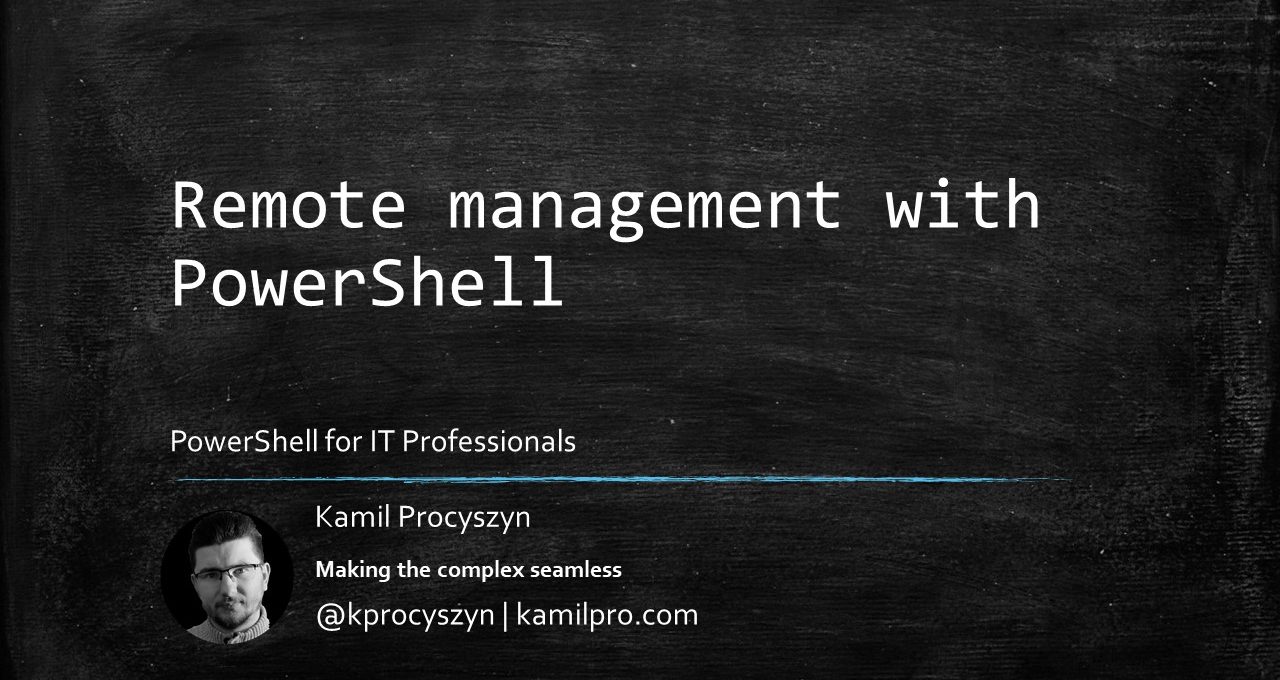 Remote management with
PowerShell
PowerShell for IT Professionals
Kamil Procyszyn
Making the complex seamless
@kprocyszyn | kamilpro.com